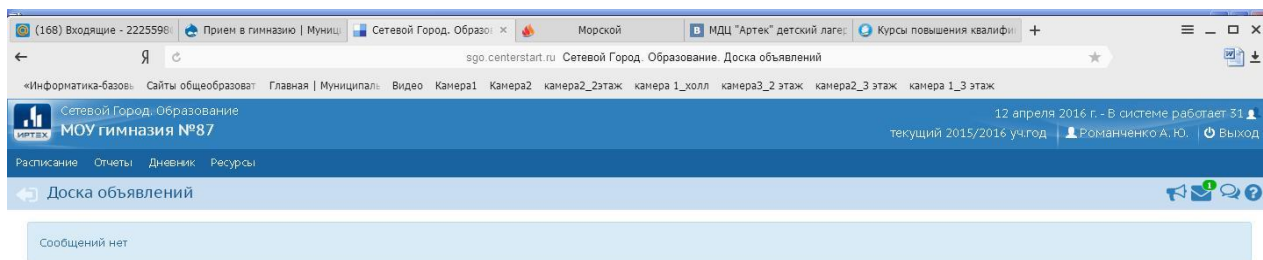 (168) Входящие - 2225598 Прием в гимназию | Муниц Сетевой Город. Образо Морской МДЦ "Артек" детский лагер Курсы повышения квалифи
sgo.centerstart.ru Сетевой Город. Образование. Доска объявлений
«Информатика-базовь Сайты общеобразоват Главная | Муниципаль Видео Камера1 Камера2 камера2_2этаж камера 1_холл камера3_2 этаж камера2_3 этаж камера 1_3 этаж
Сетевой Город. Образование 12 апреля 2016 г. - В системе работает 31
ИРТЕХ МОУ гимназия №87 текущий 2015/2016 уч.год Романченко А. Ю. Выход
Расписание Отчеты Дневник Ресурсы
Доска объявлений 1
Сообщений нет